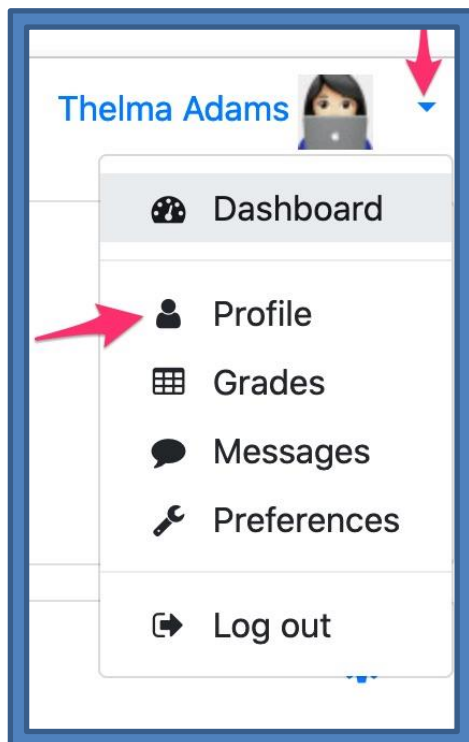 Thelma Adams
Dashboard
Profile
Grades
Messages
Preferences
Log out